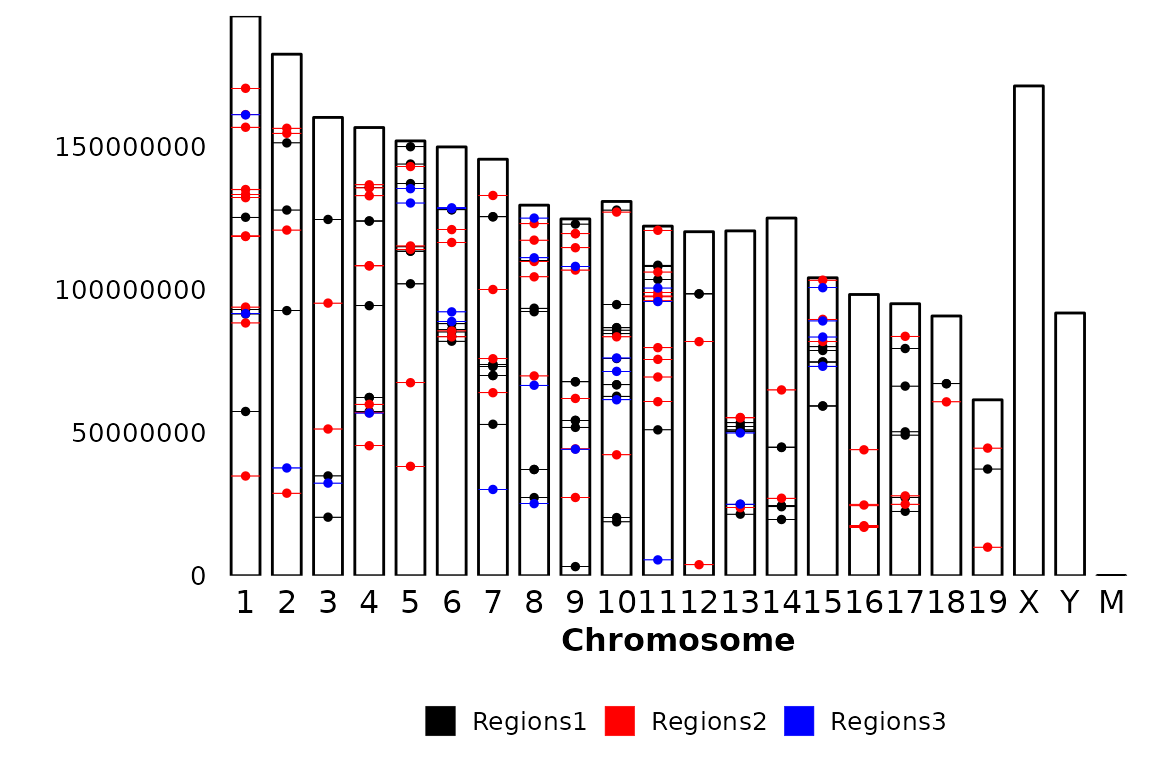 150000000
100000000
50000000
0
1 2 3 4 5 6 7 8 9 10 11 12 13 14 15 16 17 18 19 X Y M
Chromosome
Regions1 Regions2 Regions3